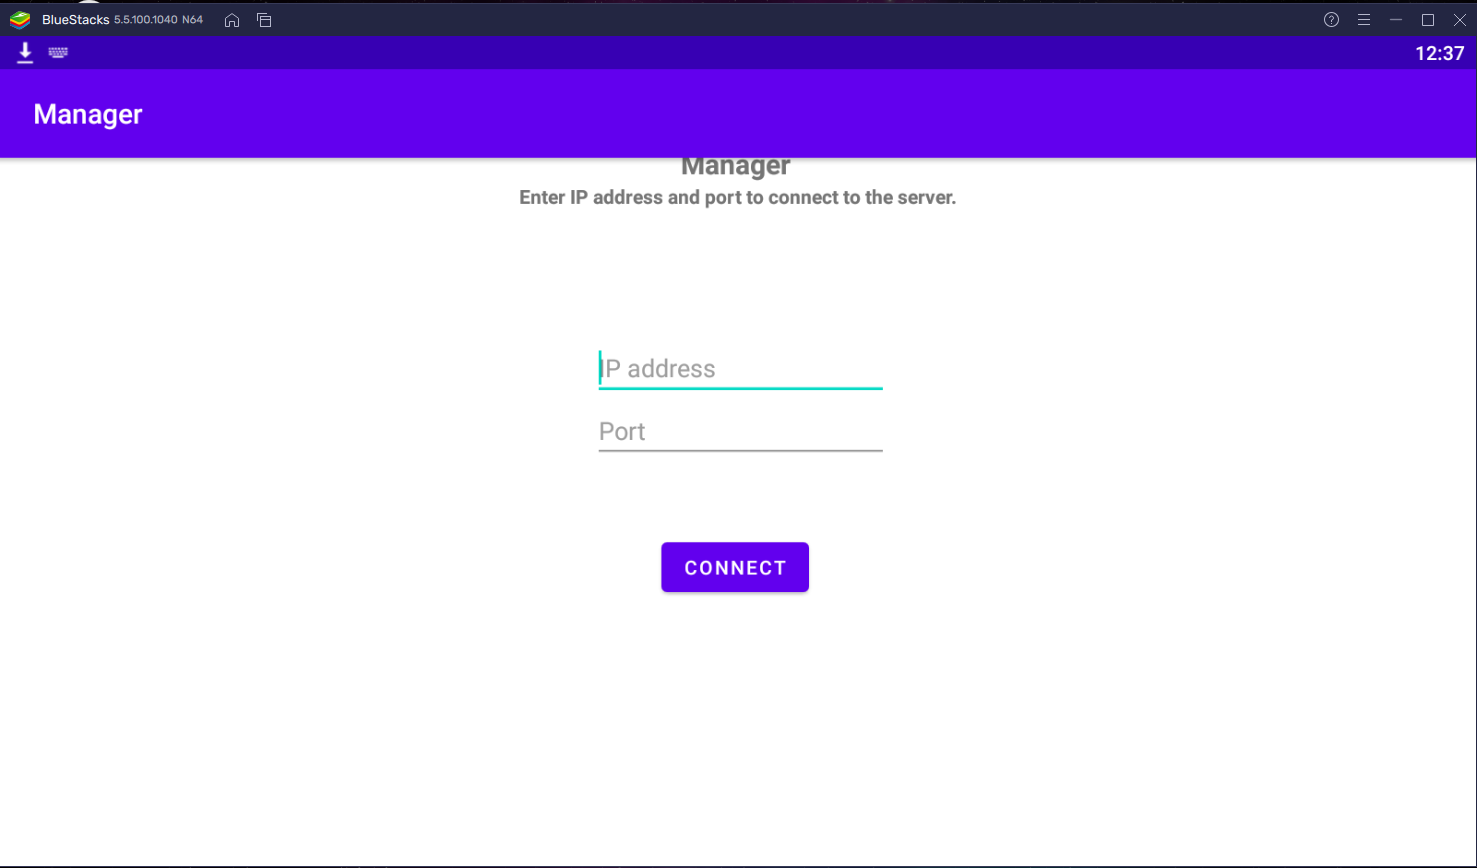 BlueStacks 5.5.100.1040 N64
12:37
Manager
Manager
Enter IP address and port to connect to the server.
IP address
Port
CONNECT